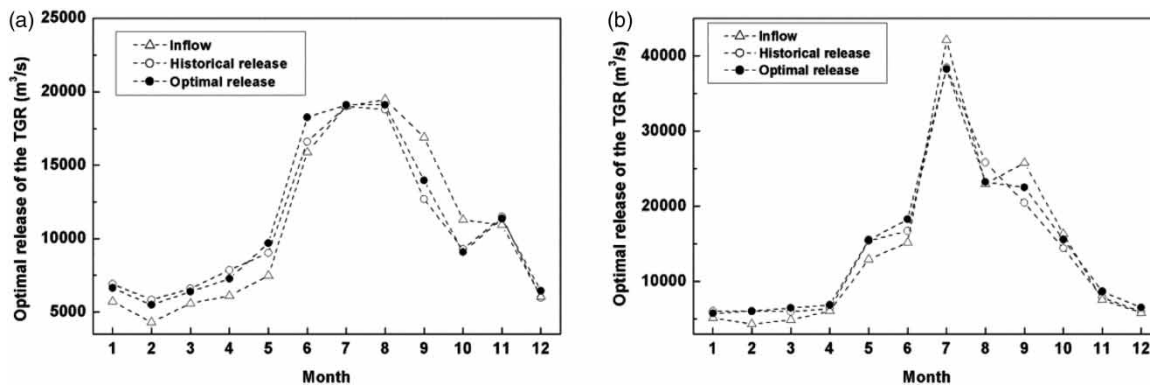 (a)
25000
20000
15000
10000
5000
Optimal release of the TGR (m³/s)
Inflow
Historical release
Optimal release
1 2 3 4 5 6 7 8 9 10 11 12
Month
(b)
40000
30000
20000
10000
Optimal release of the TGR (m³/s)
Inflow
Historical release
Optimal release
1 2 3 4 5 6 7 8 9 10 11 12
Month